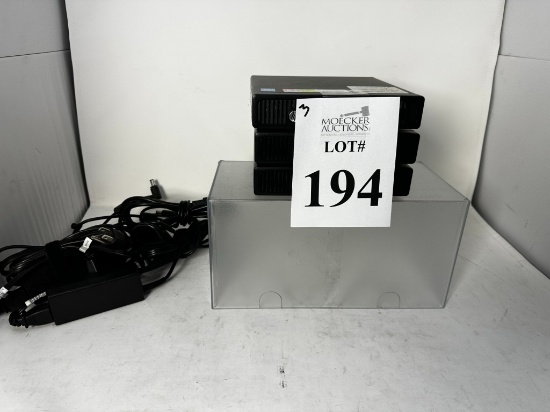 3
MOECKER
AUCTIONS
LOT#
194